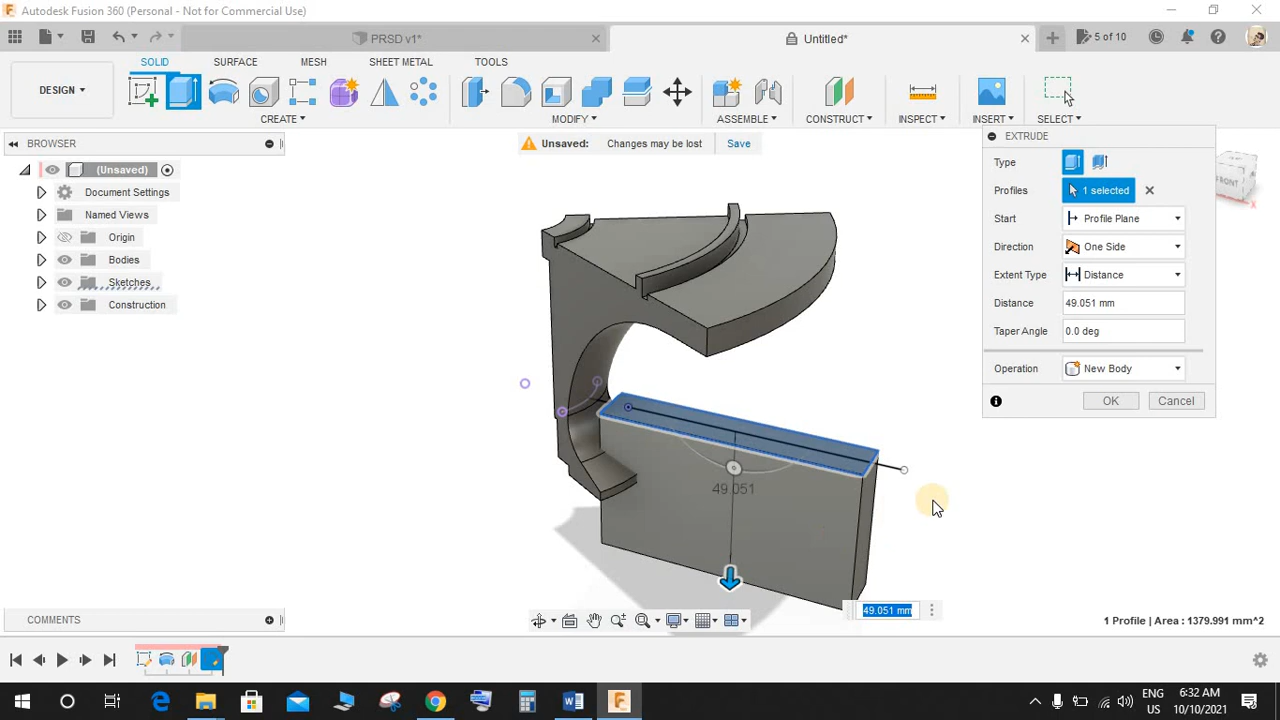 Autodesk Fusion 360 (Personal - Not for Commercial Use)
PRSD v1*
Untitled*
5 of 10
SOLID
SURFACE
MESH
SHEET METAL
TOOLS
DESIGN
CREATE
MODIFY
ASSEMBLE
CONSTRUCT
INSPECT
INSERT
SELECT
BROWSER
Unsaved: Changes may be lost Save
(Unsaved)
Document Settings
Named Views
Origin
Bodies
Sketches
Construction
FRONT
X
EXTRUDE
Type
Profiles 1 selected
Start Profile Plane
Direction One Side
Extent Type Distance
Distance 49.051 mm
Taper Angle 0.0 deg
Operation New Body
OK Cancel
49.051
49.051 mm
COMMENTS
1 Profile | Area : 1379.991 mm^2
ENG
US
6:32 AM
10/10/2021